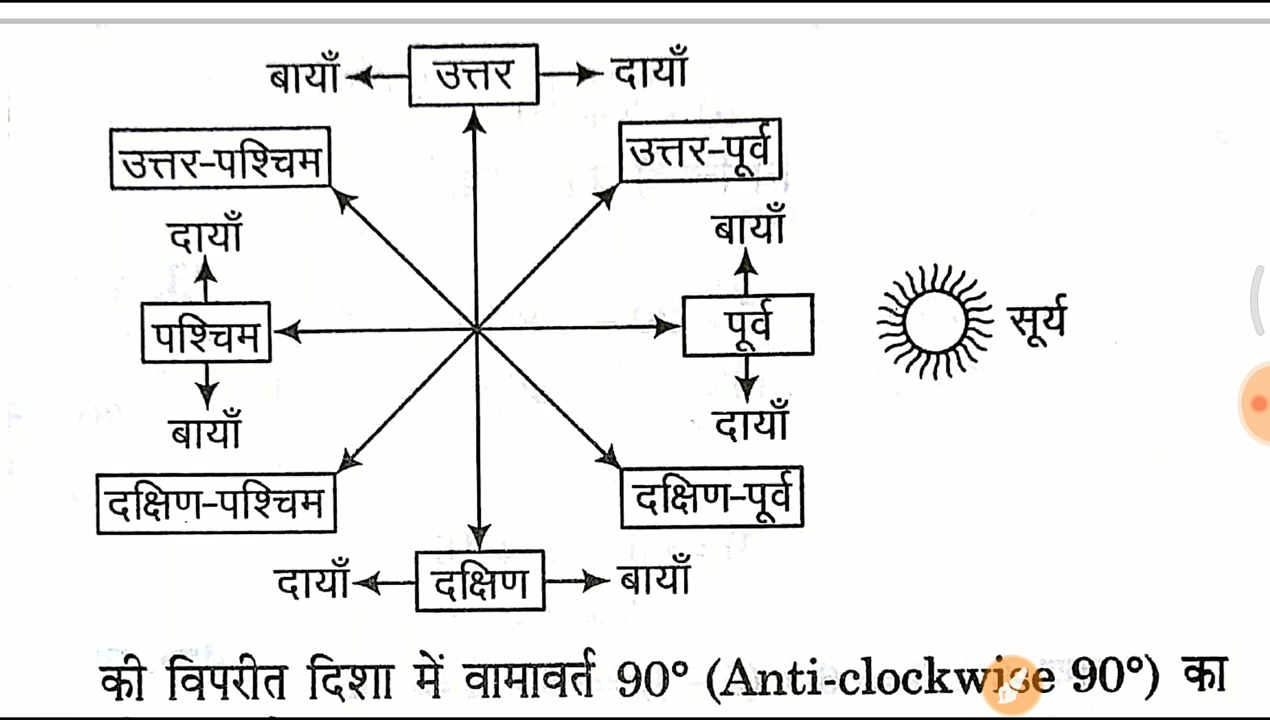 बायाँ उत्तर दायाँ
उत्तर-पश्चिम उत्तर-पूर्व
दायाँ बायाँ
पश्चिम पूर्व सूर्य
बायाँ दायाँ
दक्षिण-पश्चिम दक्षिण-पूर्व
दायाँ दक्षिण बायाँ
की विपरीत दिशा में वामावर्त 90° (Anti-clockwise 90°) का